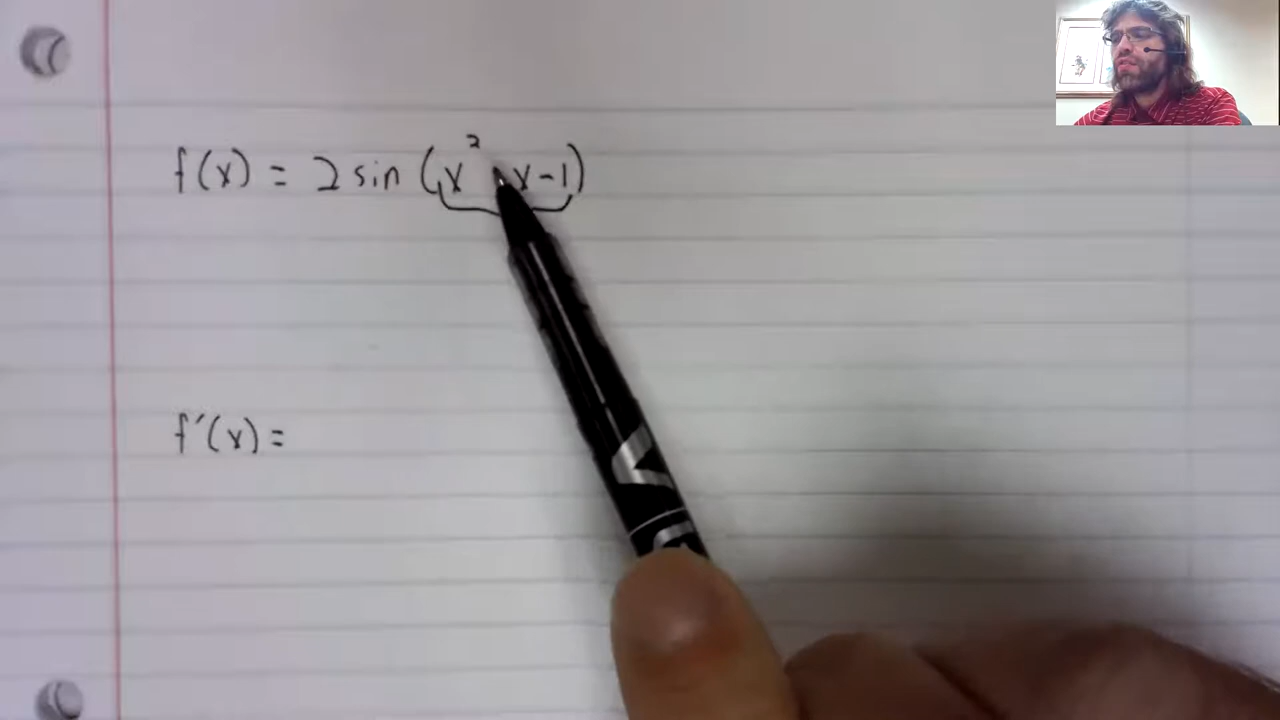 f(x) = 2 sin (x² x-1)
f'(x) =